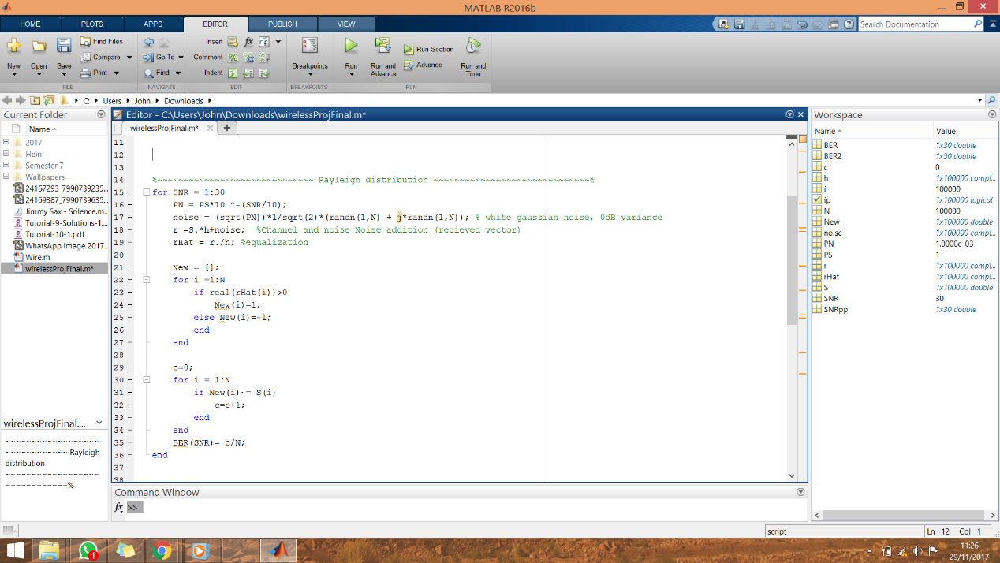 MATLAB R2016b
HOME PLOTS APPS EDITOR PUBLISH VIEW
Search Documentation
New Open Save Find Files Compare Print
Go To Find
Insert fx
Comment %
Indent
Breakpoints
Run Run and Advance Run Section Advance Run and Time
FILE NAVIGATE EDIT BREAKPOINTS RUN
C: Users John Downloads
Current Folder
Name
2017
Hein
Semester 7
Wallpapers
24167293_7990739235...
24169387_7990739635...
Jimmy Sax - Srilence.m...
Tutorial-9-Solutions-1...
Tutorial-10-1.pdf
WhatsApp Image 2017...
Wire.m
wirelessProjFinal.m*
wirelessProjFinal....
~~~~~~~~~~~~~~~~~~
~~~~~~~~~~~~ Rayleigh
distribution
~~~~~~~~~~~~~~~~~~
~~~~~~~~~~~~%
Editor - C:\Users\John\Downloads\wirelessProjFinal.m*
wirelessProjFinal.m* +
11
12
13
14 %~~~~~~~~~~~~~~~~~~~~~~~~~~~~~~ Rayleigh distribution ~~~~~~~~~~~~~~~~~~~~~~~~~~~~~~%
15 – for SNR = 1:30
16 – PN = PS*10.^-(SNR/10);
17 – noise = (sqrt(PN))*1/sqrt(2)*(randn(1,N) + j*randn(1,N)); % white gaussian noise, 0dB variance
18 – r =S.*h+noise; %Channel and noise Noise addition (recieved vector)
19 – rHat = r./h; %equalization
20
21 – New = [];
22 – for i =1:N
23 – if real(rHat(i))>0
24 – New(i)=1;
25 – else New(i)=-1;
26 – end
27 – end
28
29 – c=0;
30 – for i = 1:N
31 – if New(i)~= S(i)
32 – c=c+1;
33 – end
34 – end
35 – BER(SNR)= c/N;
36 – end
37
38
Command Window
fx >>
Workspace
Name Value
BER 1x30 double
BER2 1x30 double
c 0
h 1x100000 compl...
i 100000
ip 1x100000 logical
N 100000
New 1x100000 double
noise 1x100000 compl...
PN 1.0000e-03
PS 1
r 1x100000 compl...
rHat 1x100000 compl...
S 1x100000 double
SNR 30
SNRpp 1x30 double
script Ln 12 Col 1
1
11:26
29/11/2017